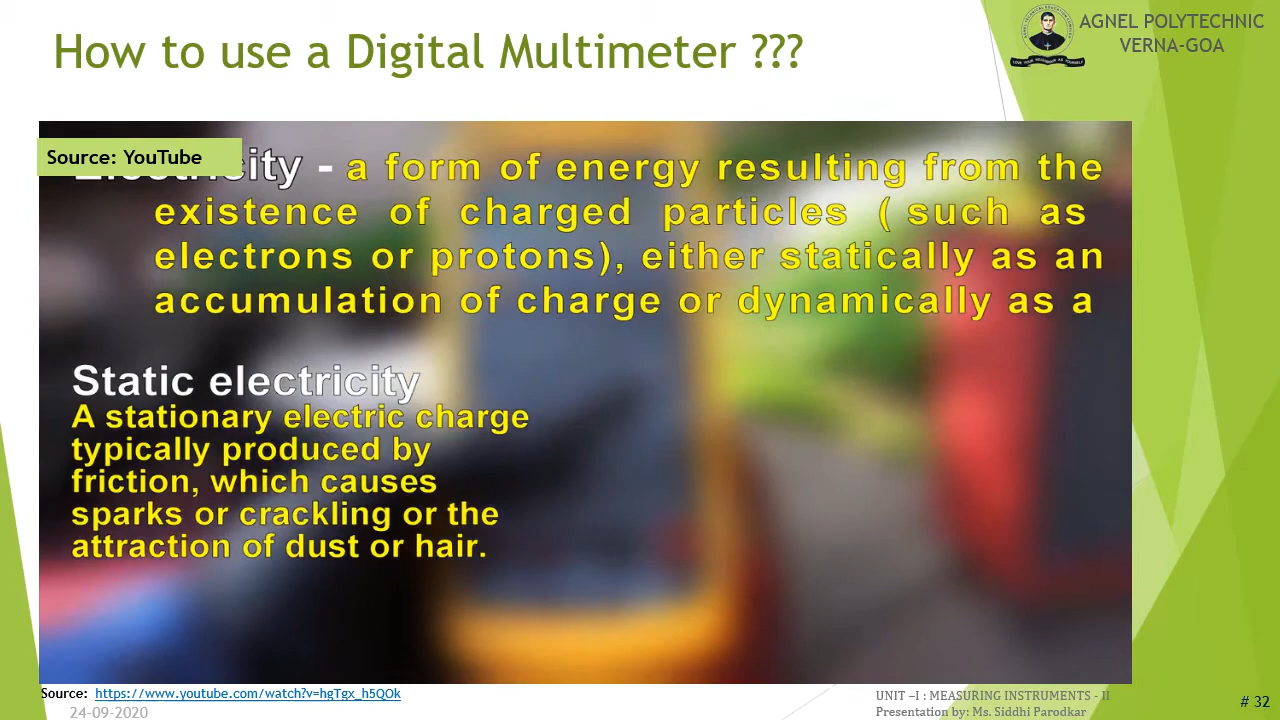 How to use a Digital Multimeter ???
AGNEL POLYTECHNIC
VERNA-GOA
Source: YouTube
Electricity - a form of energy resulting from the
existence of charged particles ( such as
electrons or protons), either statically as an
accumulation of charge or dynamically as a
Static electricity
A stationary electric charge
typically produced by
friction, which causes
sparks or crackling or the
attraction of dust or hair.
Source: https://www.youtube.com/watch?v=hgTgx_h5QOk
24-09-2020
UNIT –I : MEASURING INSTRUMENTS - II
Presentation by: Ms. Siddhi Parodkar
# 32